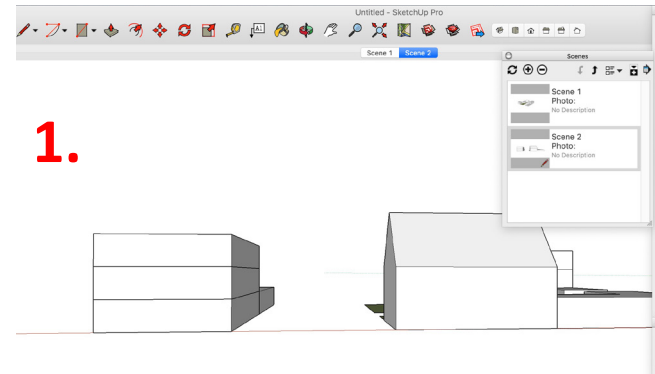 Untitled - SketchUp Pro
A1
Scene 1 Scene 2
Scenes
Scene 1
Photo:
No Description
Scene 2
Photo:
No Description
1.